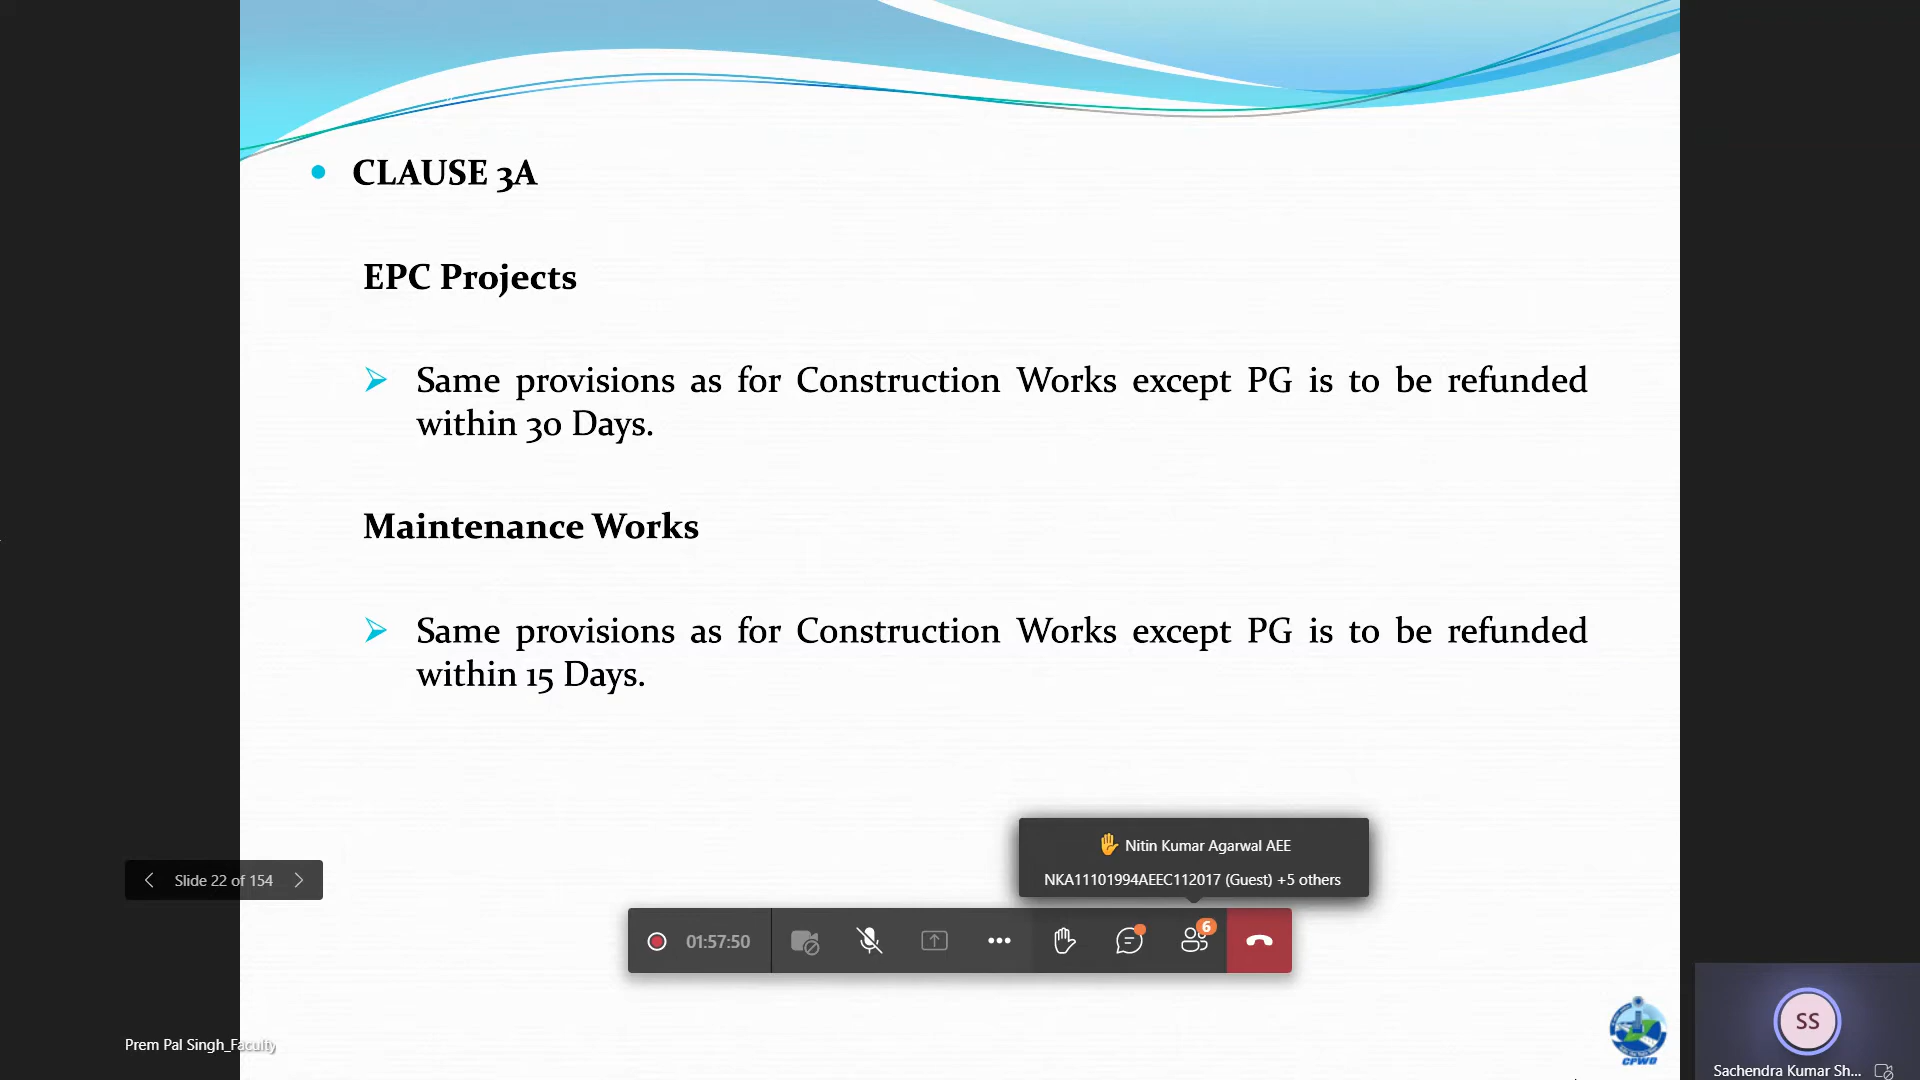 CLAUSE 3A
EPC Projects
Same provisions as for Construction Works except PG is to be refunded
within 30 Days.
Maintenance Works
Same provisions as for Construction Works except PG is to be refunded
within 15 Days.
Nitin Kumar Agarwal AEE
NKA11101994AEEC112017 (Guest) +5 others
Slide 22 of 154
01:57:50
6
Prem Pal Singh_Faculty
CPWD
SS
Sachendra Kumar Sh...